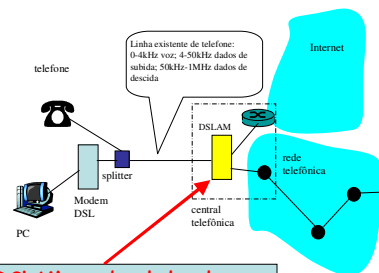 Linha existente de telefone:
0-4kHz voz; 4-50kHz dados de
subida; 50kHz-1MHz dados de
descida
Internet
telefone
DSLAM
splitter
rede
telefônica
Modem
DSL
central
telefônica
PC